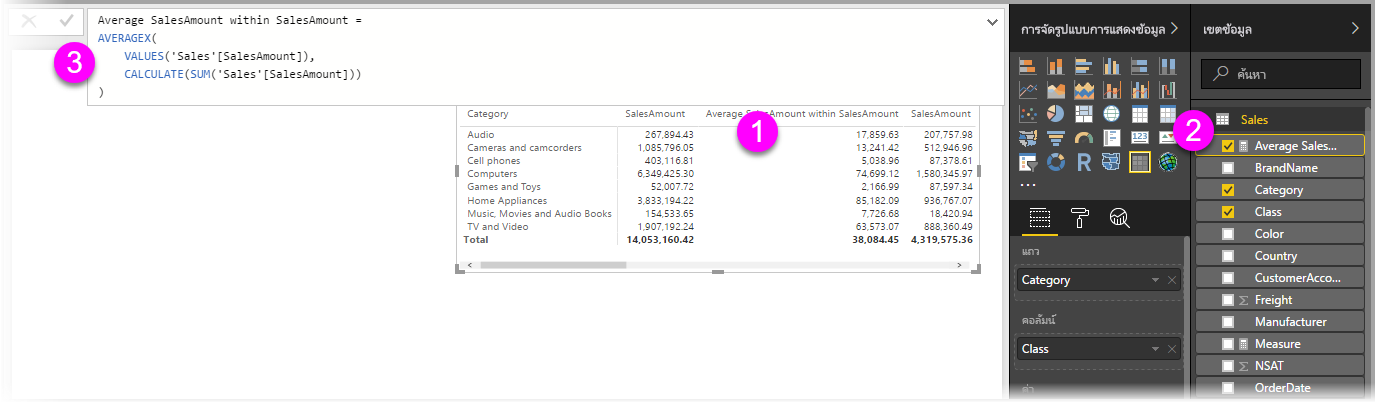 Average SalesAmount within SalesAmount =
AVERAGEX(
VALUES('Sales'[SalesAmount]),
CALCULATE(SUM('Sales'[SalesAmount]))
)
3
Category SalesAmount Average SalesAmount within SalesAmount SalesAmount
1
Audio 267,894.43 17,859.63 207,757.98
Cameras and camcorders 1,085,796.05 13,241.42 512,946.96
Cell phones 403,116.81 5,038.96 87,378.61
Computers 6,349,425.30 74,699.12 1,580,345.97
Games and Toys 52,007.72 2,166.99 87,597.34
Home Appliances 3,833,194.22 85,182.09 936,767.07
Music, Movies and Audio Books 154,533.65 7,726.68 18,420.94
TV and Video 1,907,192.24 63,573.07 888,360.49
Total 14,053,160.42 38,084.45 4,319,575.36
การจัดรูปแบบการแสดงข้อมูล
123
R
...
แถว
Category
คอลัมน์
Class
ค่า
เขตข้อมูล
ค้นหา
2
Sales
Average Sales...
BrandName
Category
Class
Color
Country
CustomerAcco...
Σ Freight
Manufacturer
Measure
Σ NSAT
OrderDate